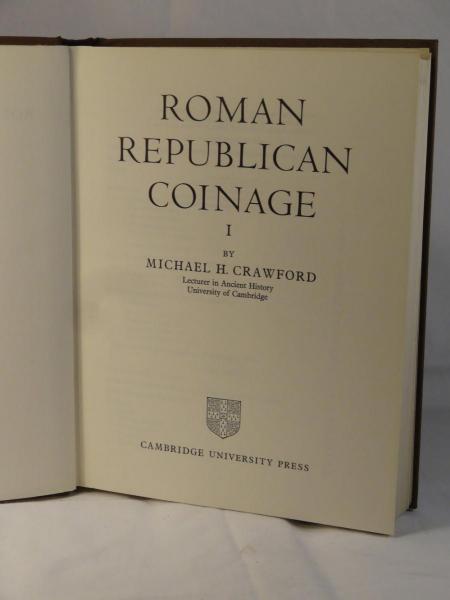 ROMAN
REPUBLICAN
COINAGE
I
BY
MICHAEL H. CRAWFORD
Lecturer in Ancient History
University of Cambridge
CAMBRIDGE UNIVERSITY PRESS